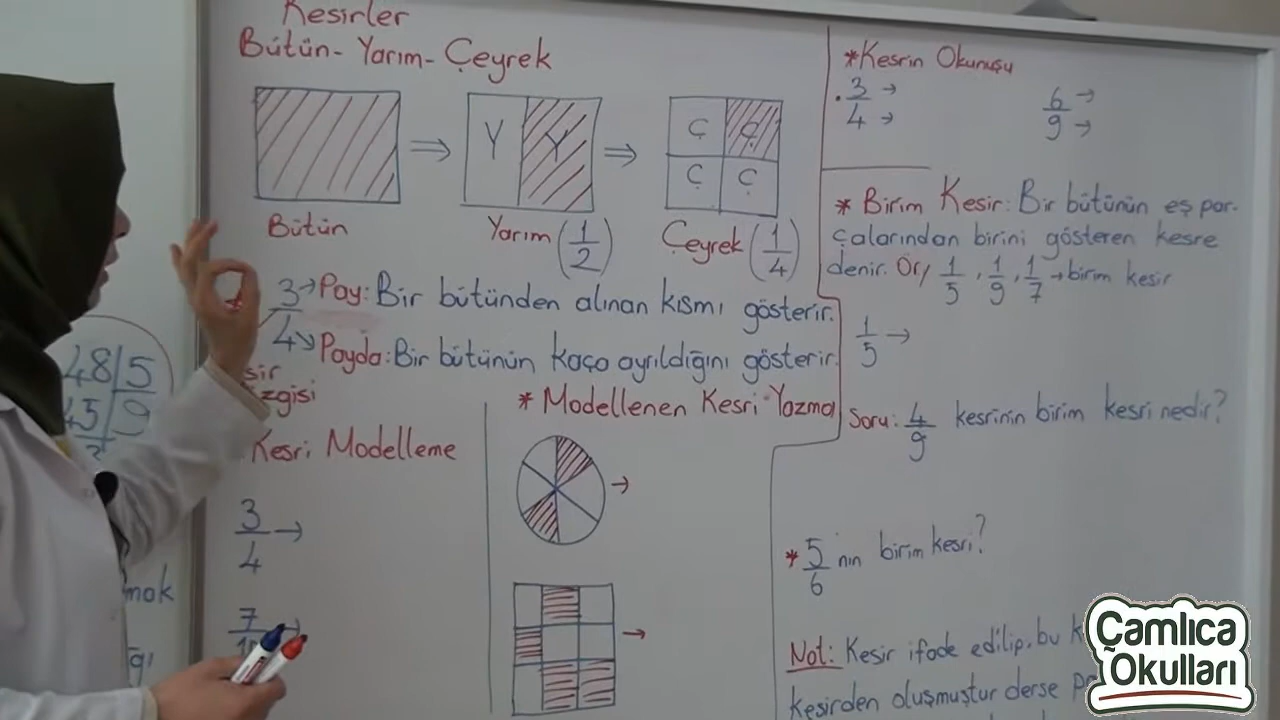 Kesirler
Bütün- Yarım- Çeyrek
Y Y
Ç Ç
Ç Ç
Bütün
Yarım (1/2)
Çeyrek (1/4)
3/4
Pay: Bir bütünden alınan kısmı gösterir.
Payda: Bir bütünün kaça ayrıldığını gösterir.
Kesri Modelleme
3/4
7
* Modellenen Kesri Yazma
*Kesrin Okunuşu
. 3/4
6/9
* Birim Kesir: Bir bütünün eş par-
çalarından birini gösteren kesre
denir. Ör/ 1/5, 1/9, 1/7 → birim kesir
1/5 →
Soru: 4/9 kesrinin birim kesri nedir?
* 5/6 nın birim kesri?
Not: Kesir ifade edilip, bu
kesirden oluşmuştur derse
48 5
45 9
3
Çamlıca
Okulları